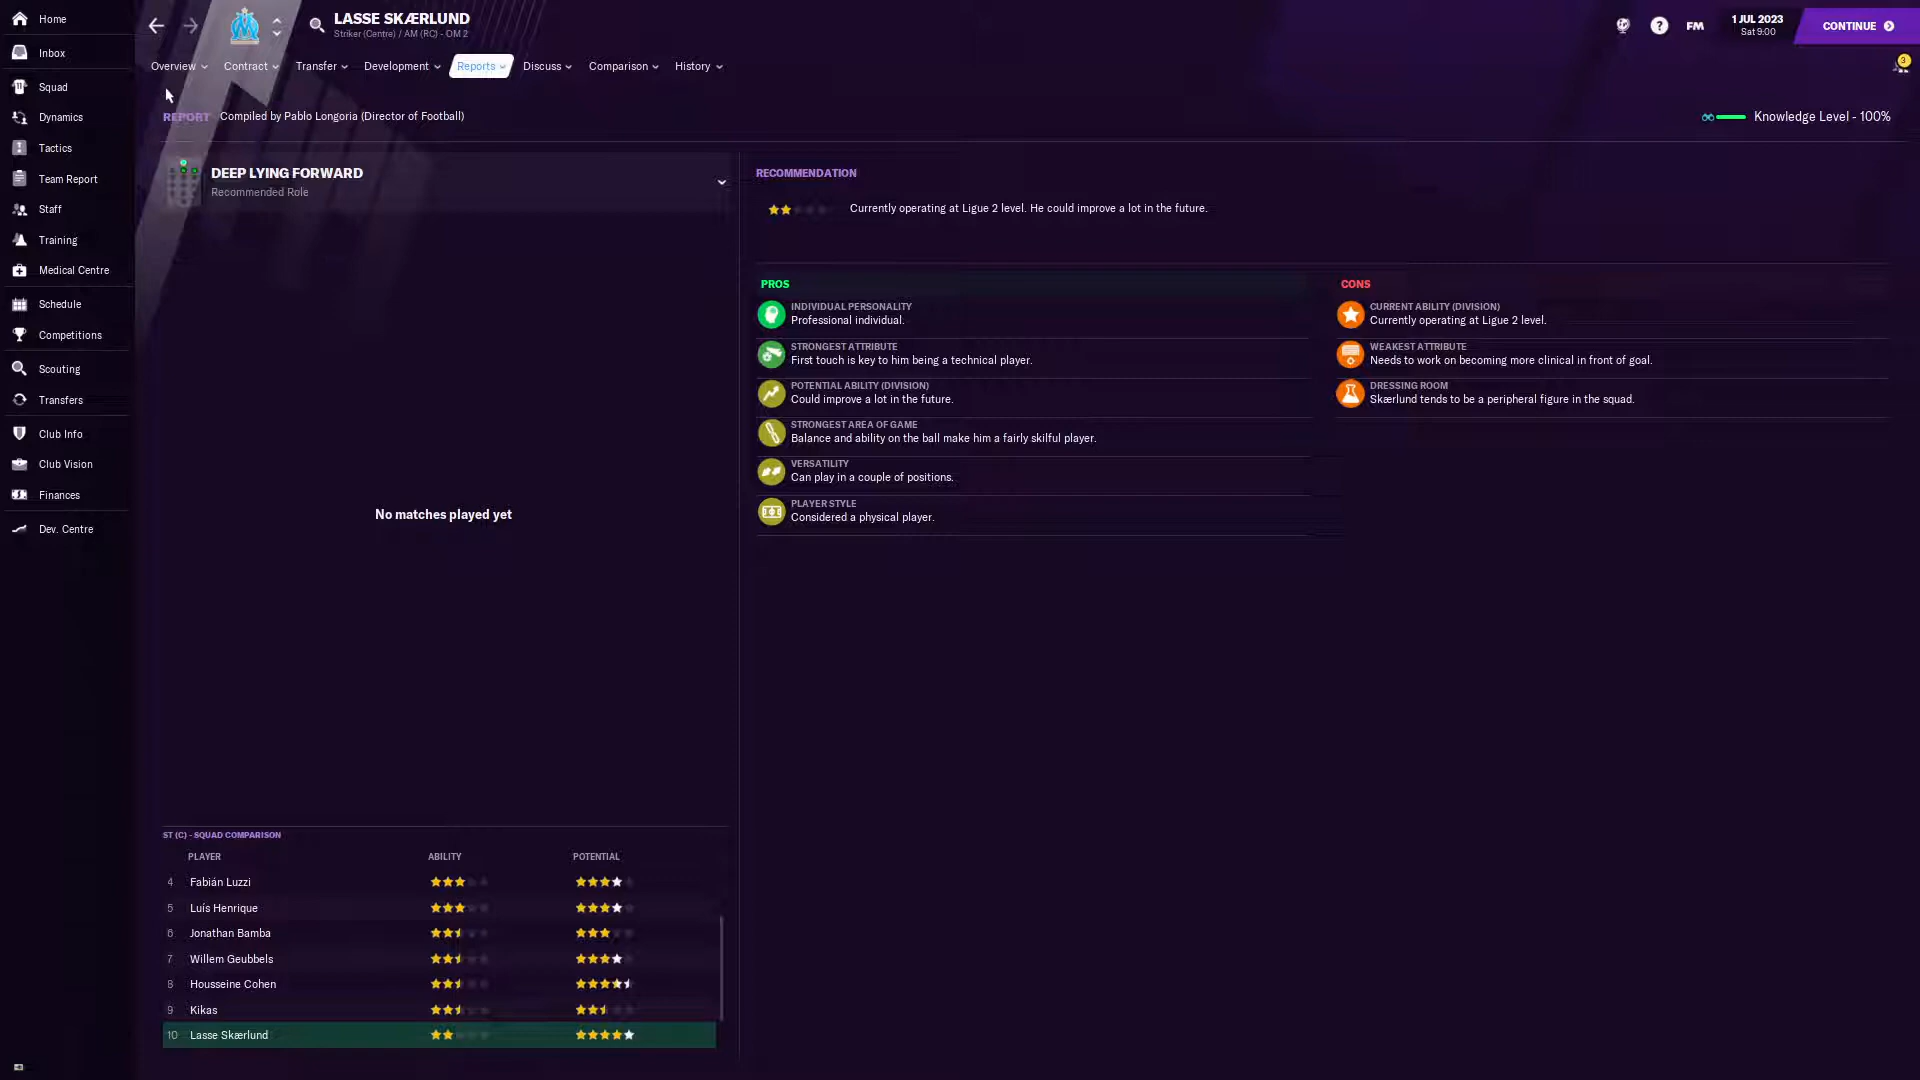 Home
Inbox
Squad
Dynamics
Tactics
Team Report
Staff
Training
Medical Centre
Schedule
Competitions
Scouting
Transfers
Club Info
Club Vision
Finances
Dev. Centre
LASSE SKÆRLUND
Striker (Centre) / AM (RC) - OM 2
FM
1 JUL 2023
Sat 9:00
CONTINUE
3
Overview
Contract
Transfer
Development
Reports
Discuss
Comparison
History
REPORT
Compiled by Pablo Longoria (Director of Football)
Knowledge Level - 100%
DEEP LYING FORWARD
Recommended Role
No matches played yet
RECOMMENDATION
Currently operating at Ligue 2 level. He could improve a lot in the future.
PROS
INDIVIDUAL PERSONALITY
Professional individual.
STRONGEST ATTRIBUTE
First touch is key to him being a technical player.
POTENTIAL ABILITY (DIVISION)
Could improve a lot in the future.
STRONGEST AREA OF GAME
Balance and ability on the ball make him a fairly skilful player.
VERSATILITY
Can play in a couple of positions.
PLAYER STYLE
Considered a physical player.
CONS
CURRENT ABILITY (DIVISION)
Currently operating at Ligue 2 level.
WEAKEST ATTRIBUTE
Needs to work on becoming more clinical in front of goal.
DRESSING ROOM
Skærlund tends to be a peripheral figure in the squad.
ST (C) - SQUAD COMPARISON
PLAYER ABILITY POTENTIAL
4 Fabián Luzzi
5 Luís Henrique
6 Jonathan Bamba
7 Willem Geubbels
8 Housseine Cohen
9 Kikas
10 Lasse Skærlund